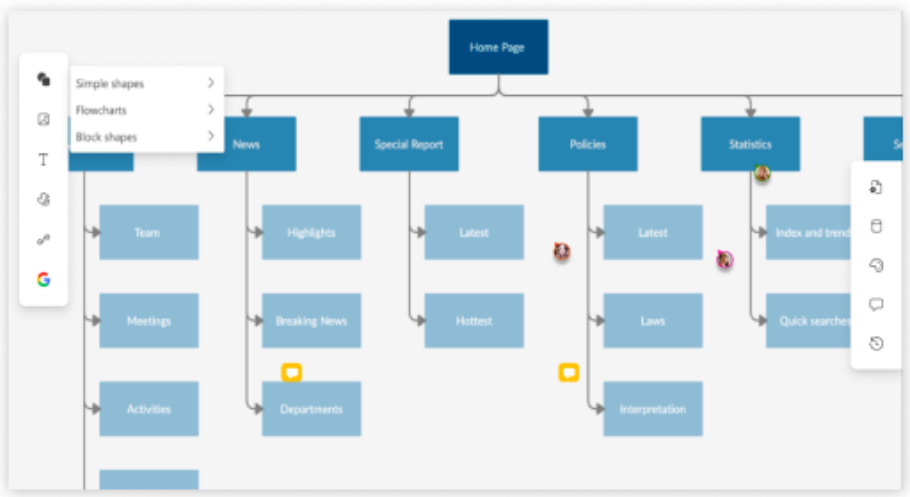 Home Page
Simple shapes
Flowcharts
Block shapes
News
Special Report
Policies
Statistics
Team
Highlights
Latest
Latest
Index and trend
Meetings
Breaking News
Hottest
Laws
Quick searches
Activities
Departments
Interpretation